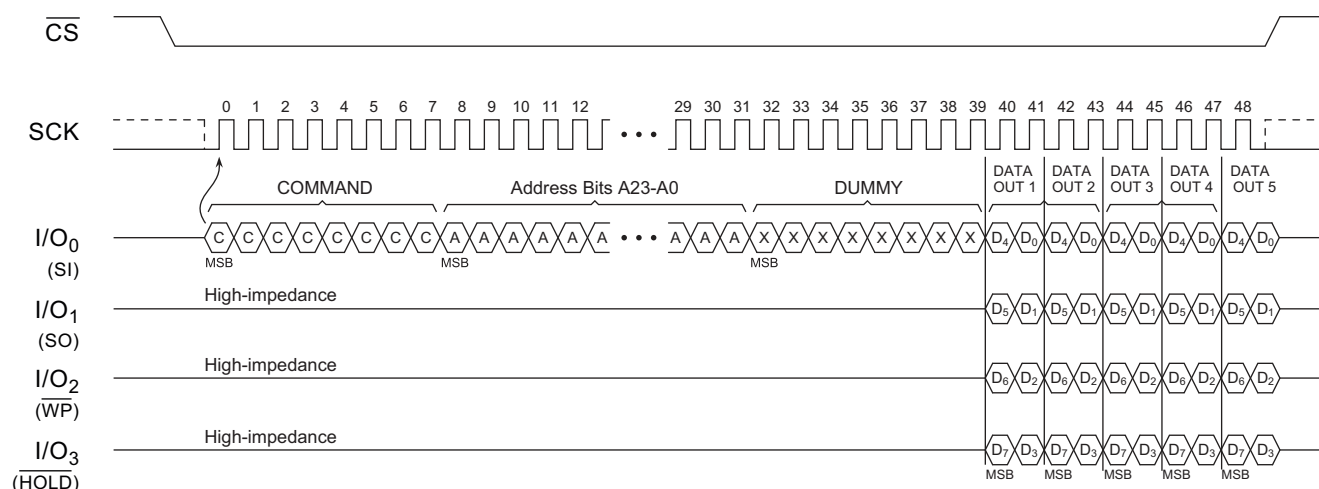 CS
SCK
0 1 2 3 4 5 6 7 8 9 10 11 12 29 30 31 32 33 34 35 36 37 38 39 40 41 42 43 44 45 46 47 48
COMMAND Address Bits A23-A0 DUMMY
DATA OUT 1 DATA OUT 2 DATA OUT 3 DATA OUT 4 DATA OUT 5
I/O0 C C C C C C C C A A A A A A • • • A A A X X X X X X X X D4 D0 D4 D0 D4 D0 D4 D0 D4 D0
(SI) MSB MSB MSB
High-impedance
I/O1 D5 D1 D5 D1 D5 D1 D5 D1 D5 D1
(SO)
High-impedance
I/O2 D6 D2 D6 D2 D6 D2 D6 D2 D6 D2
(WP)
High-impedance
I/O3 D7 D3 D7 D3 D7 D3 D7 D3 D7 D3
(HOLD) MSB MSB MSB MSB MSB